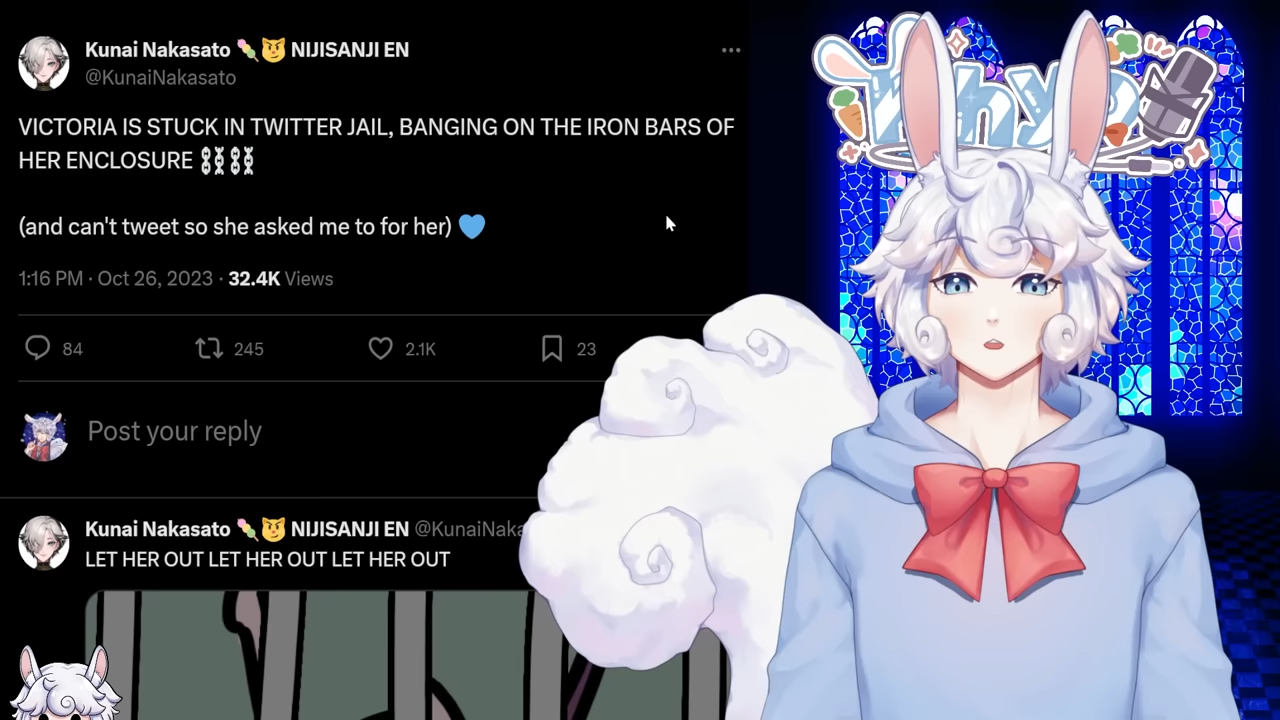 Kunai Nakasato 🍡😼 NIJISANJI EN
@KunaiNakasato
VICTORIA IS STUCK IN TWITTER JAIL, BANGING ON THE IRON BARS OF
HER ENCLOSURE ⛓️⛓️
(and can't tweet so she asked me to for her) 💙
1:16 PM · Oct 26, 2023 · 32.4K Views
84 245 2.1K 23
Post your reply
Kunai Nakasato 🍡😼 NIJISANJI EN @KunaiNaka
LET HER OUT LET HER OUT LET HER OUT